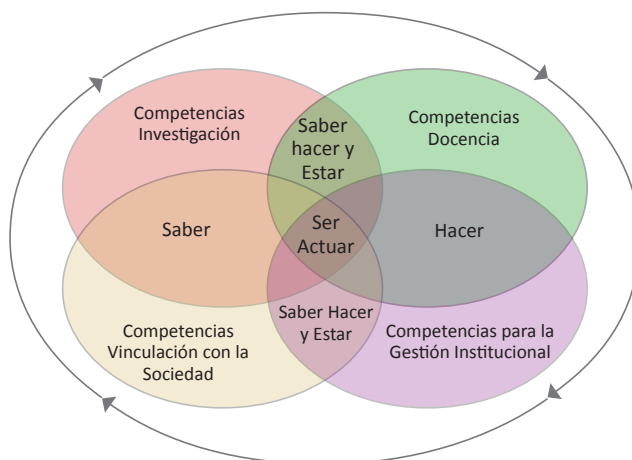 Competencias
Investigación
Saber
hacer y
Estar
Competencias
Docencia
Saber
Ser
Actuar
Hacer
Competencias
Vinculación con la
Sociedad
Saber Hacer
y Estar
Competencias para la
Gestión Institucional